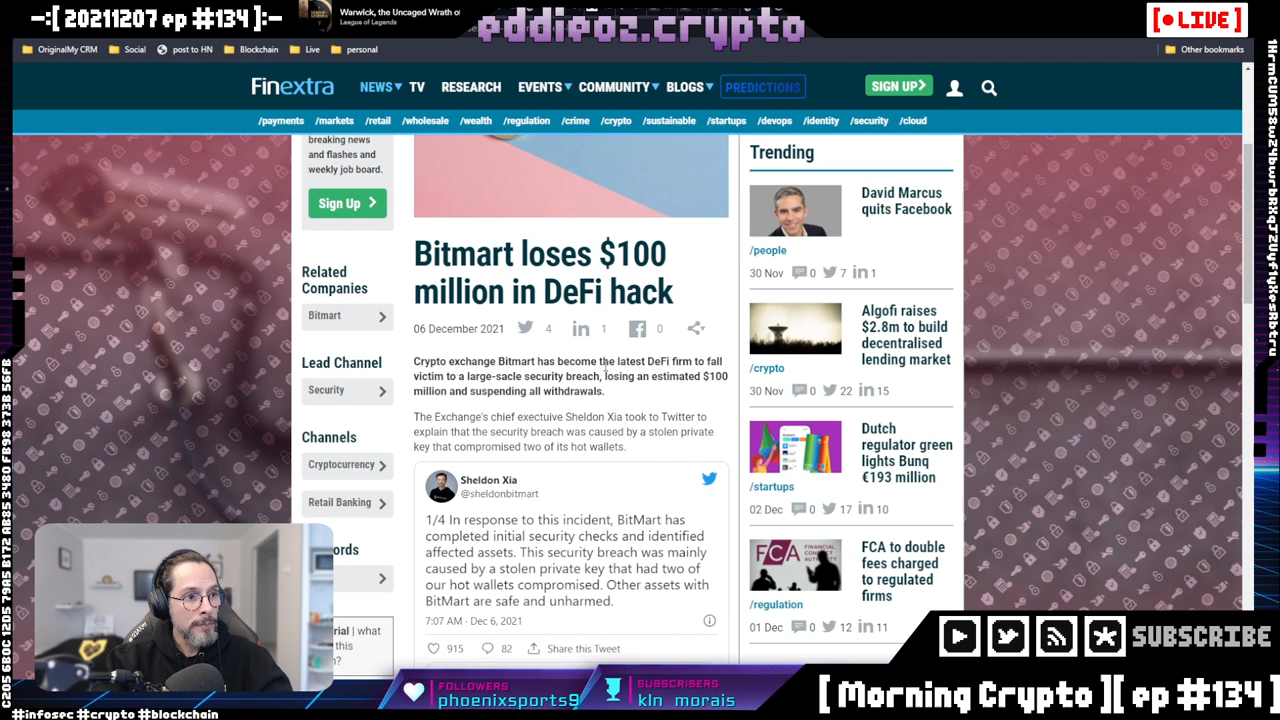 -:[ 20211207 ep #134 ]:-
Warwick, the Uncaged Wrath of
League of Legends
eddieoz.crypto
[● LIVE]
OriginalMy CRM
Social
post to HN
Blockchain
Live
personal
Other bookmarks
Finextra
NEWS
TV
RESEARCH
EVENTS
COMMUNITY
BLOGS
PREDICTIONS
SIGN UP
/payments
/markets
/retail
/wholesale
/wealth
/regulation
/crime
/crypto
/sustainable
/startups
/devops
/identity
/security
/cloud
breaking news
and flashes and
weekly job board.
Sign Up
Related
Companies
Bitmart
Lead Channel
Security
Channels
Cryptocurrency
Retail Banking
Bitmart loses $100
million in DeFi hack
06 December 2021
4
1
0
Crypto exchange Bitmart has become the latest DeFi firm to fall
victim to a large-sacle security breach, losing an estimated $100
million and suspending all withdrawals.
The Exchange's chief exectuive Sheldon Xia took to Twitter to
explain that the security breach was caused by a stolen private
key that compromised two of its hot wallets.
Sheldon Xia
@sheldonbitmart
1/4 In response to this incident, BitMart has
completed initial security checks and identified
affected assets. This security breach was mainly
caused by a stolen private key that had two of
our hot wallets compromised. Other assets with
BitMart are safe and unharmed.
7:07 AM · Dec 6, 2021
915
82
Share this Tweet
Trending
David Marcus
quits Facebook
/people
30 Nov
0
7
1
Algofi raises
$2.8m to build
decentralised
lending market
/crypto
30 Nov
0
22
15
Dutch
regulator green
lights Bunq
€193 million
/startups
02 Dec
0
17
10
FCA
FCA to double
fees charged
to regulated
firms
/regulation
01 Dec
0
12
11
SUBSCRIBE
FOLLOWERS
phoenixsports9
SUBSCRIBERS
kln_morais
[ Morning Crypto ][ ep #134 ]
#infosec #crypto #blockchain